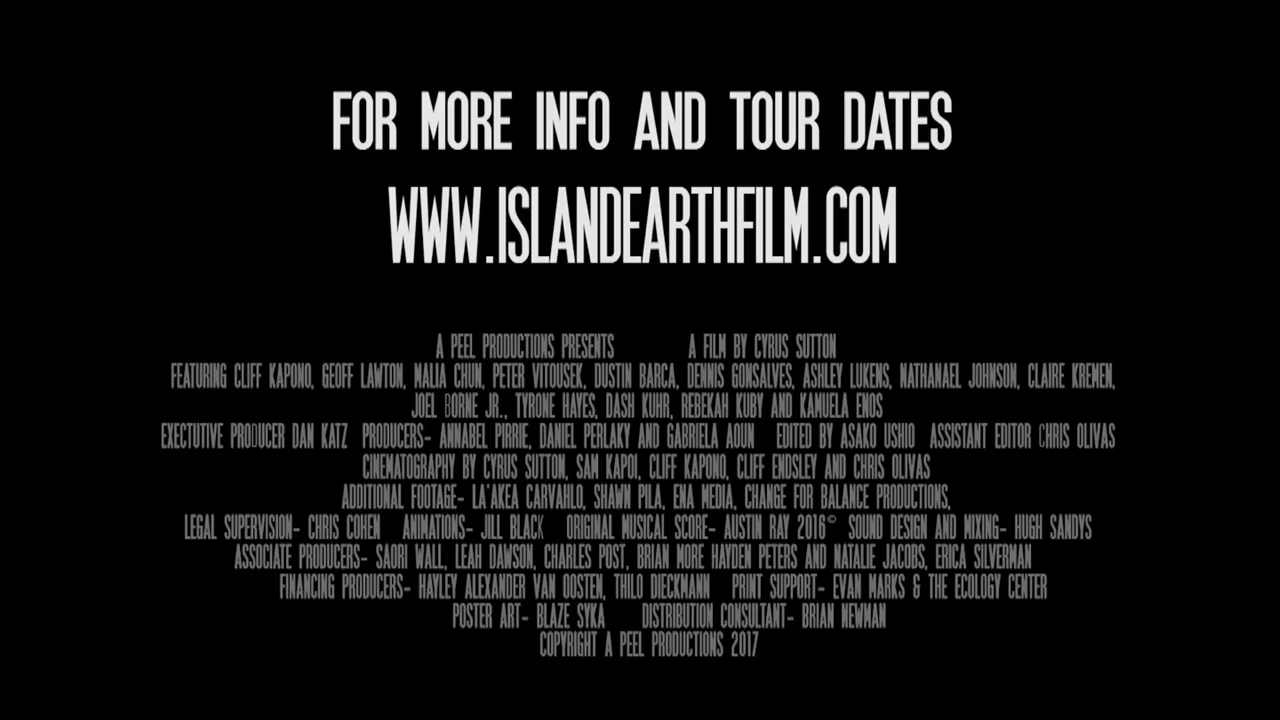 FOR MORE INFO AND TOUR DATES
WWW.ISLANDEARTHFILM.COM
A PEEL PRODUCTIONS PRESENTS A FILM BY CYRUS SUTTON
FEATURING CLIFF KAPONO, GEOFF LAWTON, MALIA CHUN, PETER VITOUSEK, DUSTIN BARCA, DENNIS GONSALVES, ASHLEY LUKENS, NATHANAEL JOHNSON, CLAIRE KREMEN,
JOEL BORNE JR., TYRONE HAYES, DASH KUHR, REBEKAH KUBY AND KAMUELA ENOS
EXECTUTIVE PRODUCER DAN KATZ PRODUCERS- ANNABEL PIRRIE, DANIEL PERLAKY AND GABRIELA AOUN EDITED BY ASAKO USHIO ASSISTANT EDITOR CHRIS OLIVAS
CINEMATOGRAPHY BY CYRUS SUTTON, SAM KAPOI, CLIFF KAPONO, CLIFF ENDSLEY AND CHRIS OLIVAS
ADDITIONAL FOOTAGE- LA'AKEA CARVAHLO, SHAWN PILA, ENA MEDIA, CHANGE FOR BALANCE PRODUCTIONS,
LEGAL SUPERVISION- CHRIS COHEN ANIMATIONS- JILL BLACK ORIGINAL MUSICAL SCORE- AUSTIN RAY 2016© SOUND DESIGN AND MIXING- HUGH SANDYS
ASSOCIATE PRODUCERS- SAORI WALL, LEAH DAWSON, CHARLES POST, BRIAN MORE HAYDEN PETERS AND NATALIE JACOBS, ERICA SILVERMAN
FINANCING PRODUCERS- HAYLEY ALEXANDER VAN OOSTEN, THILO DIECKMANN PRINT SUPPORT- EVAN MARKS & THE ECOLOGY CENTER
POSTER ART- BLAZE SYKA DISTRIBUTION CONSULTANT- BRIAN NEWMAN
COPYRIGHT A PEEL PRODUCTIONS 2017